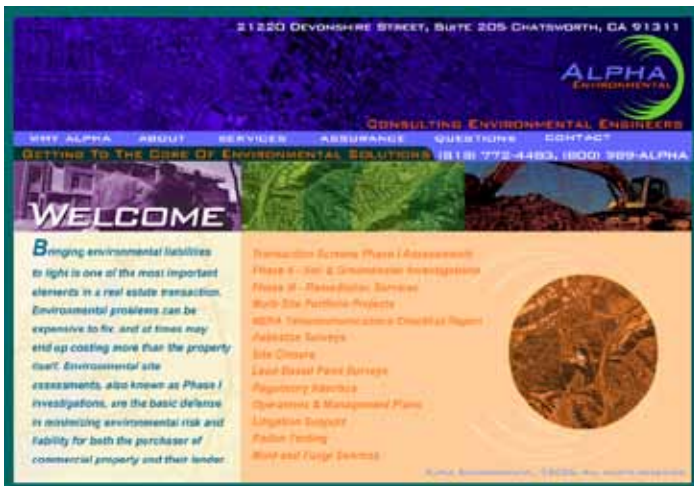 21220 Devonshire Street, Suite 205 Chatsworth, CA 91311
Alpha
Environmental
Consulting Environmental Engineers
Why Alpha About Services Assurance Questions Contact
Getting To The Core Of Environmental Solutions (818) 772-4483, (800) 989-ALPHA
Welcome
Bringing environmental liabilities
to light is one of the most important
elements in a real estate transaction.
Environmental problems can be
expensive to fix, and at times may
end up costing more than the property
itself. Environmental site
assessments, also known as Phase I
investigations, are the basic defense
in minimizing environmental risk and
liability for both the purchaser of
commercial property and their lender.
Transaction Screens Phase I Assessments
Phase II - Soil & Groundwater Investigations
Phase III - Remediation Services
Multi-Site Portfolio Projects
Telecommunications Checklist Report
Asbestos Surveys
Site Closure
Lead-Based Paint Surveys
Regulatory
Operations & Management Plans
Litigation Support
Radon Testing
Mold and Fungi Services
Alpha Environmental, All rights reserved